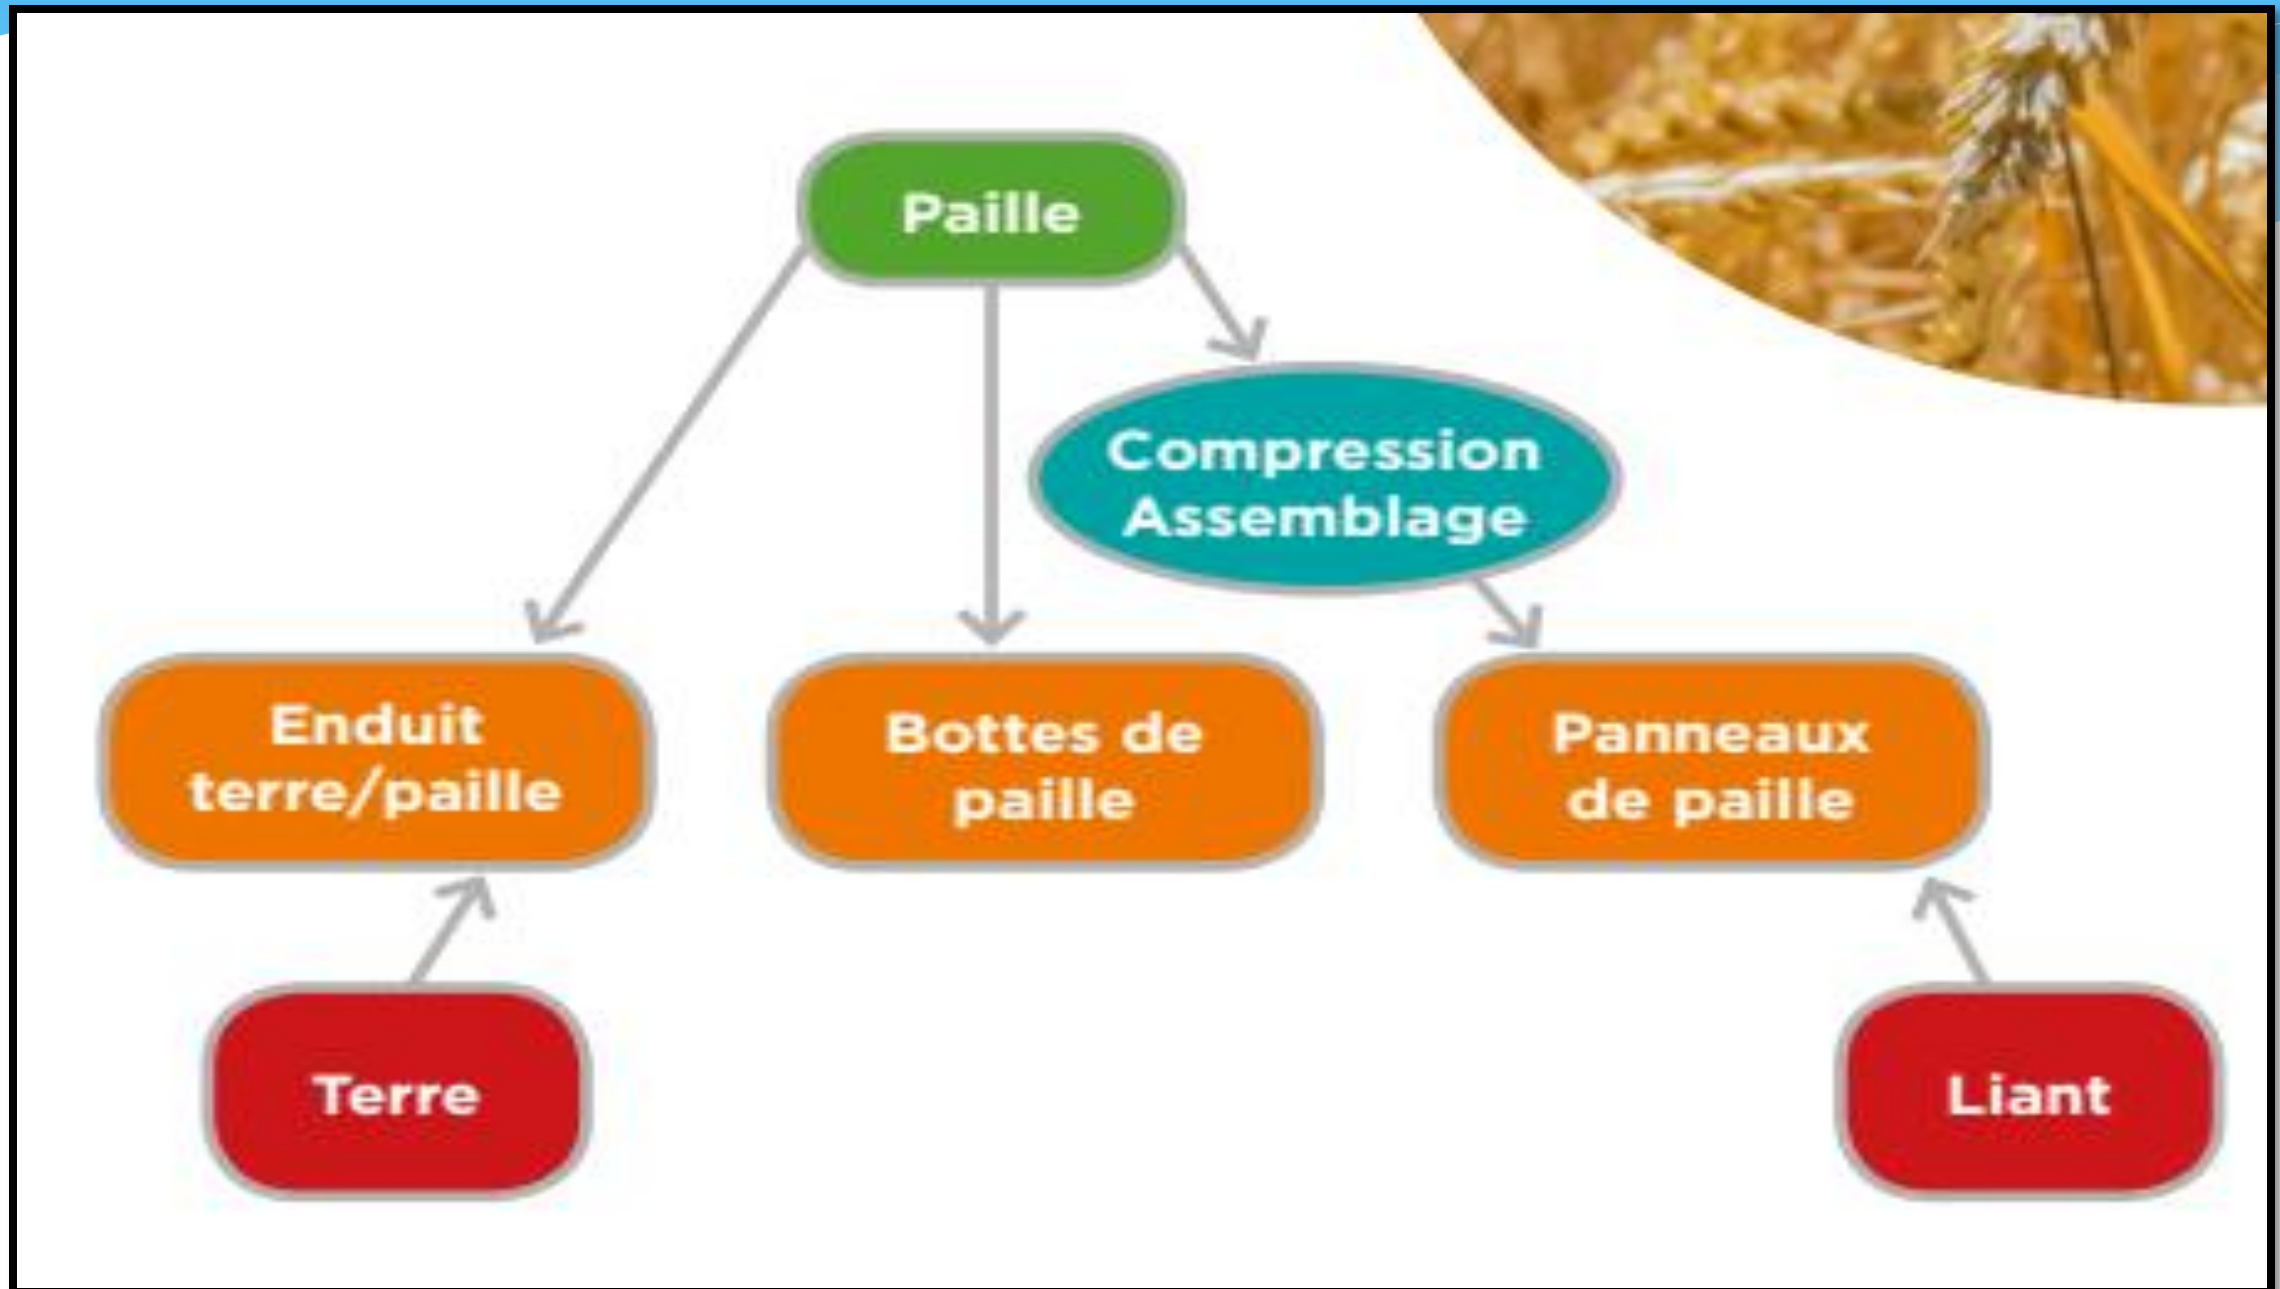 Paille
Compression
Assemblage
Enduit
terre/paille
Bottes de
paille
Panneaux
de paille
Terre
Liant